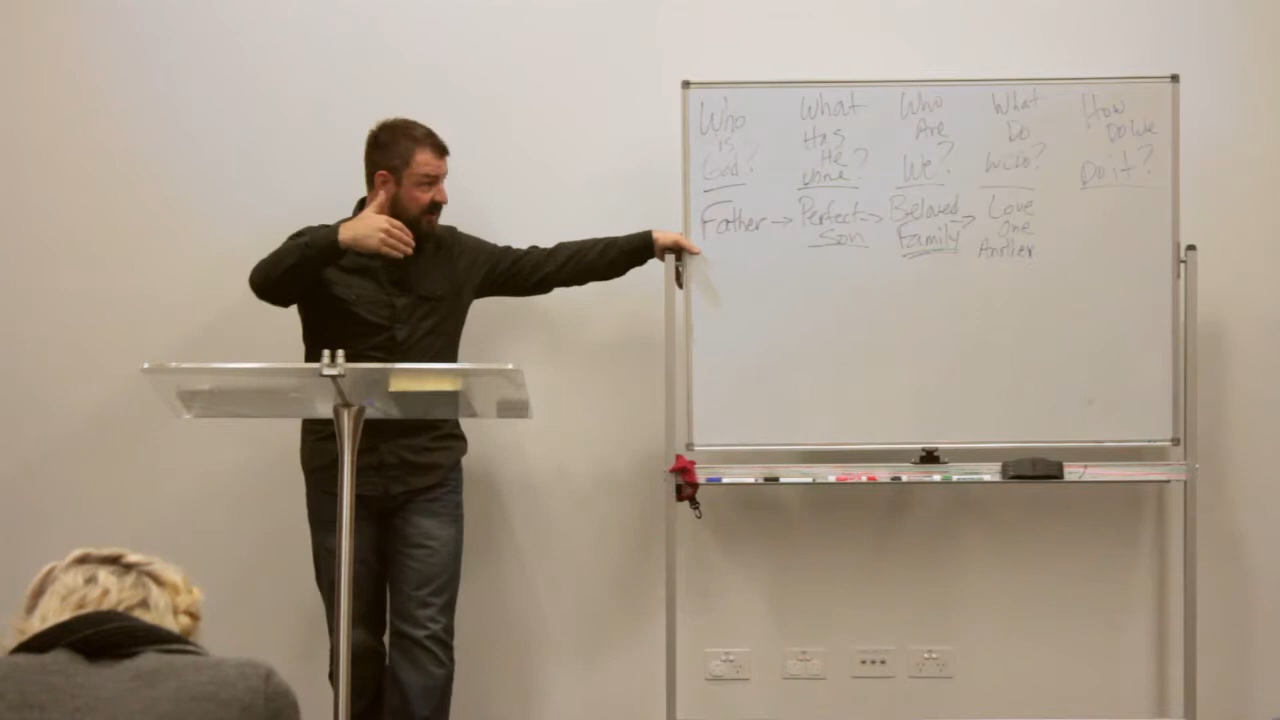 Who
is
God?
What
Has
He
done?
Who
Are
We?
What
Do
We Do?
How
Do We
Do it?
Father →
Perfect →
Son
Beloved →
Family
Love
One
Another